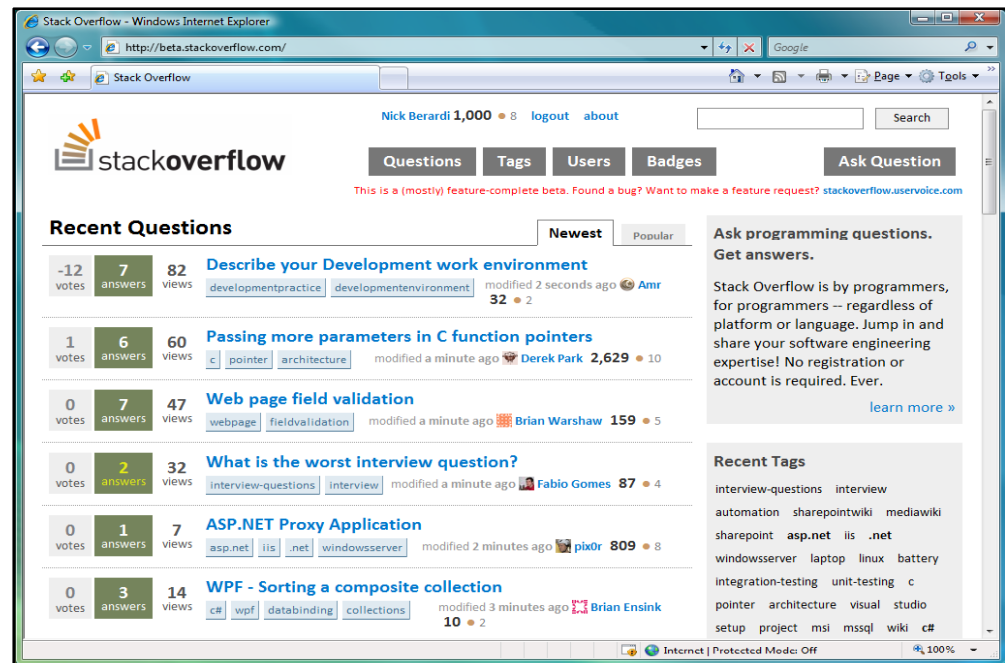 Stack Overflow - Windows Internet Explorer
http://beta.stackoverflow.com/
Google
Stack Overflow
Page Tools
Nick Berardi 1,000 8 logout about
Search
stackoverflow
Questions Tags Users Badges Ask Question
This is a (mostly) feature-complete beta. Found a bug? Want to make a feature request? stackoverflow.uservoice.com
Recent Questions
Newest Popular
-12 votes 7 answers 82 views
Describe your Development work environment
developmentpractice developmentenvironment modified 2 seconds ago Amr
32 2
1 votes 6 answers 60 views
Passing more parameters in C function pointers
c pointer architecture modified a minute ago Derek Park 2,629 10
0 votes 7 answers 47 views
Web page field validation
webpage fieldvalidation modified a minute ago Brian Warshaw 159 5
0 votes 2 answers 32 views
What is the worst interview question?
interview-questions interview modified a minute ago Fabio Gomes 87 4
0 votes 1 answers 7 views
ASP.NET Proxy Application
asp.net iis .net windowsserver modified 2 minutes ago pix0r 809 8
0 votes 3 answers 14 views
WPF - Sorting a composite collection
c# wpf databinding collections modified 3 minutes ago Brian Ensink
10 2
Ask programming questions.
Get answers.
Stack Overflow is by programmers,
for programmers -- regardless of
platform or language. Jump in and
share your software engineering
expertise! No registration or
account is required. Ever.
learn more »
Recent Tags
interview-questions interview
automation sharepointwiki mediawiki
sharepoint asp.net iis .net
windowsserver laptop linux battery
integration-testing unit-testing c
pointer architecture visual studio
setup project msi mssql wiki c#
Internet | Protected Mode: Off 100%